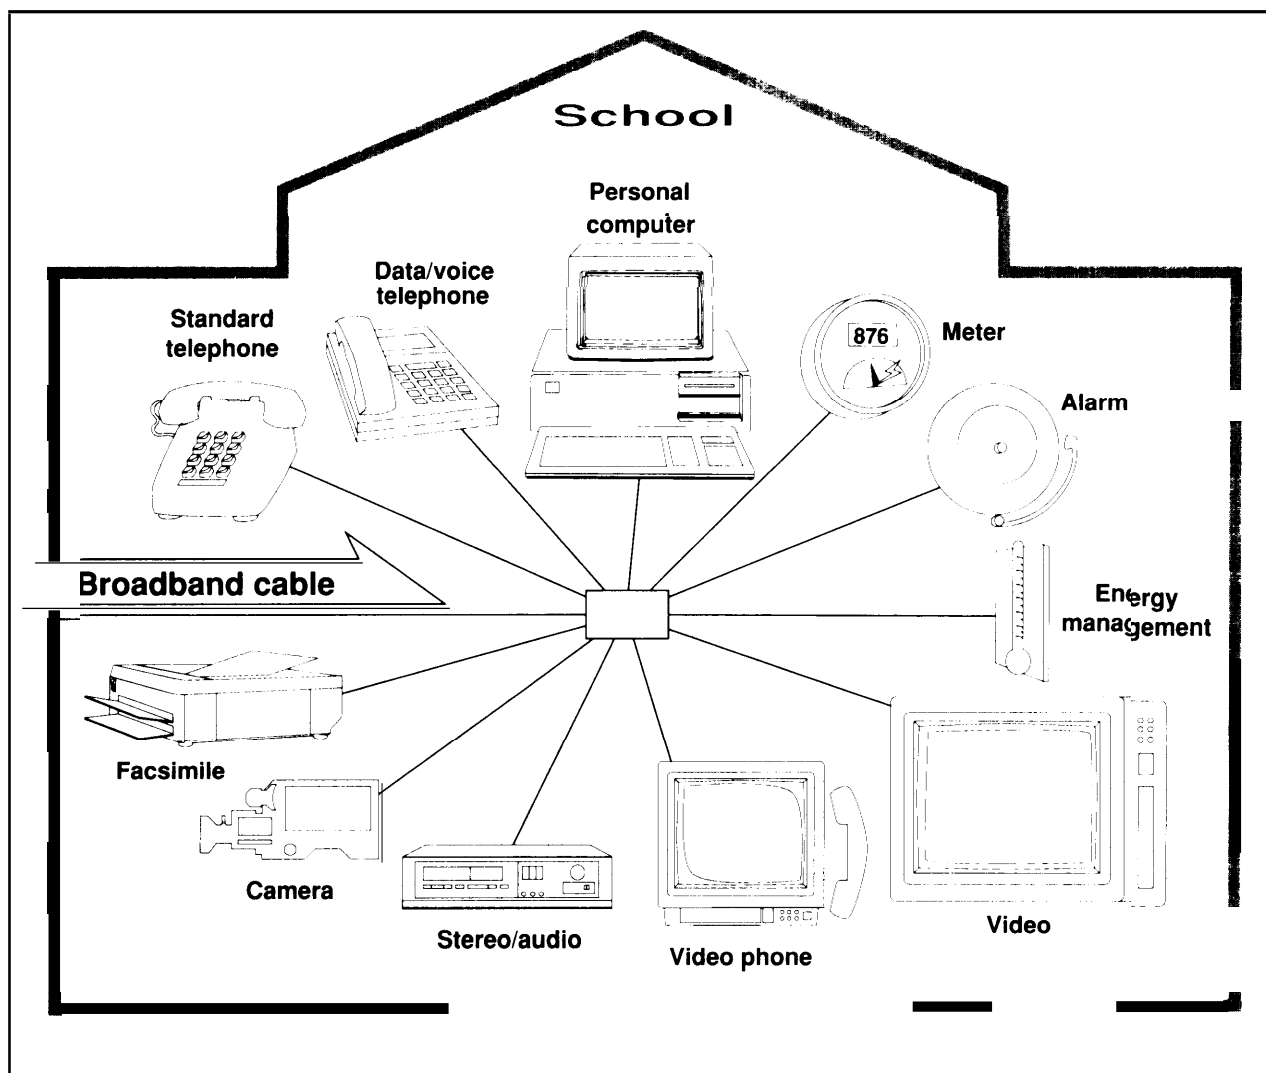 School
Personal
computer
Data/voice
telephone
Standard
telephone
876
Meter
Alarm
Broadband cable
Energy
management
Facsimile
Camera
Stereo/audio
Video phone
Video